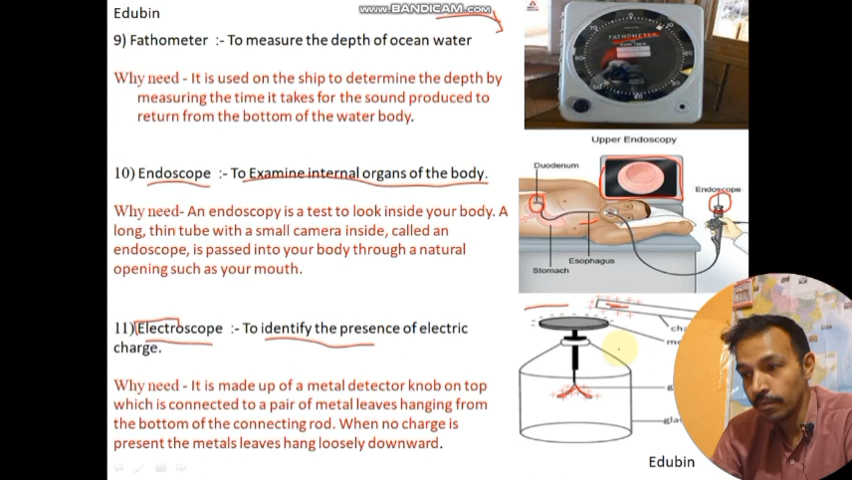 Edubin
www.BANDICAM.com
9) Fathometer :- To measure the depth of ocean water
Why need - It is used on the ship to determine the depth by
measuring the time it takes for the sound produced to
return from the bottom of the water body.
FATHOMETER
Upper Endoscopy
10) Endoscope :- To Examine internal organs of the body.
Duodenum
Endoscope
Why need- An endoscopy is a test to look inside your body. A
long, thin tube with a small camera inside, called an
endoscope, is passed into your body through a natural
opening such as your mouth.
Esophagus
Stomach
11) Electroscope :- To identify the presence of electric
charge.
Why need - It is made up of a metal detector knob on top
which is connected to a pair of metal leaves hanging from
the bottom of the connecting rod. When no charge is
present the metals leaves hang loosely downward.
Edubin